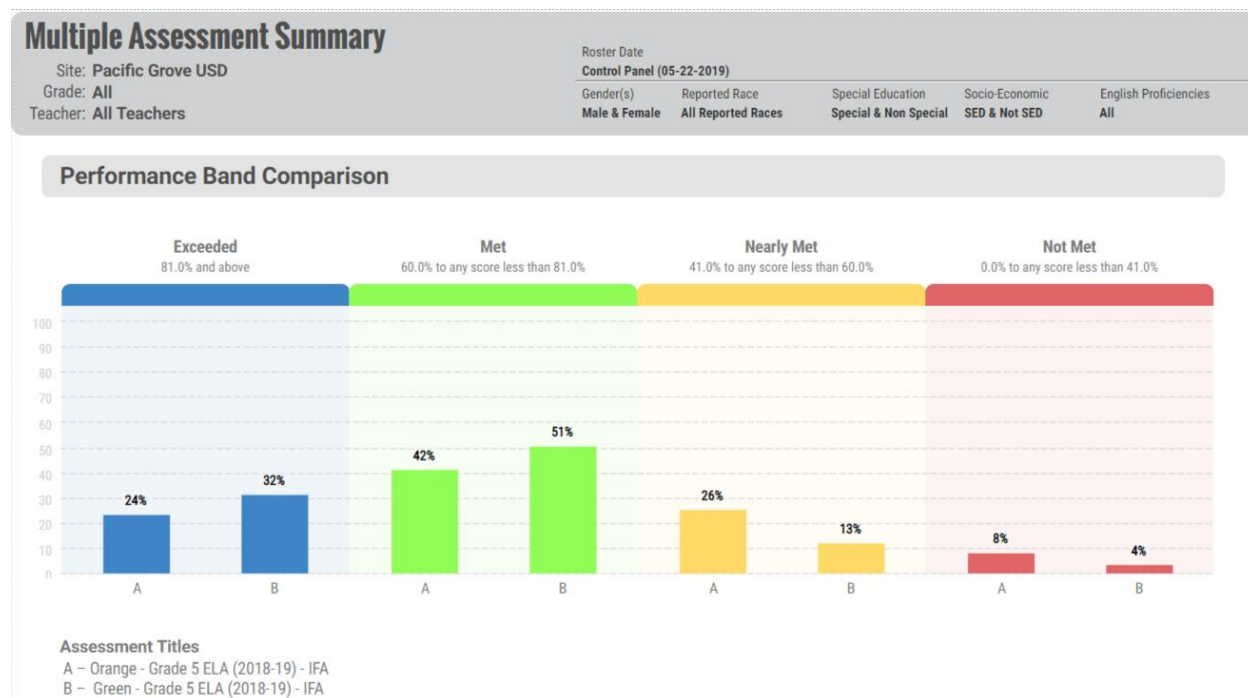 Multiple Assessment Summary
Site: Pacific Grove USD
Grade: All
Teacher: All Teachers
Roster Date
Control Panel (05-22-2019)
Gender(s) Reported Race Special Education Socio-Economic English Proficiencies
Male & Female All Reported Races Special & Non Special SED & Not SED All
Performance Band Comparison
Exceeded Met Nearly Met Not Met
81.0% and above 60.0% to any score less than 81.0% 41.0% to any score less than 60.0% 0.0% to any score less than 41.0%
100
90
80
70
60
50
40
30
20
10
0
24% 32% 42% 51% 26% 13% 8% 4%
A B A B A B A B
Assessment Titles
A – Orange - Grade 5 ELA (2018-19) - IFA
B – Green - Grade 5 ELA (2018-19) - IFA